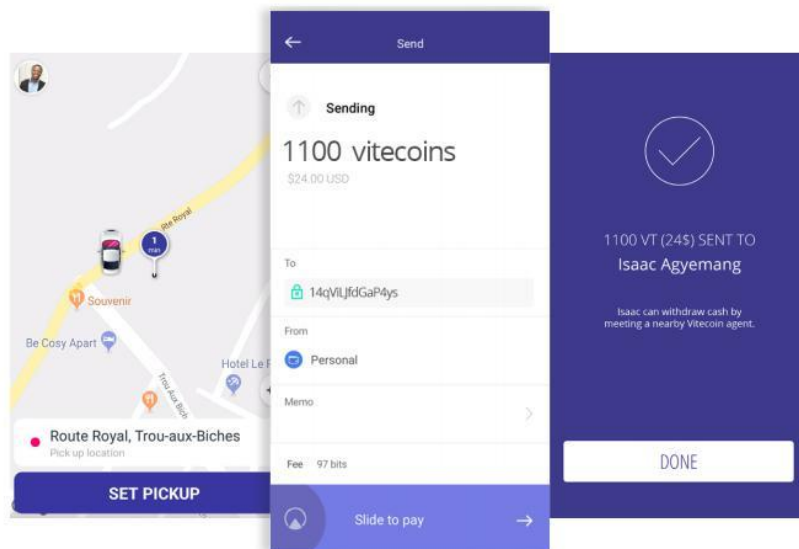 Rte Royal
1
min
Souvenir
Be Cosy Apart
Hotel Le
Trou Aux
Route Royal, Trou-aux-Biches
Pick up location
SET PICKUP
Send
Sending
1100 vitecoins
$24.00 USD
To
14qViLJfdGaP4ys
From
Personal
Memo
Fee 97 bits
Slide to pay
1100 VT (24$) SENT TO
Isaac Agyemang
Isaac can withdraw cash by
meeting a nearby Vitecoin agent.
DONE